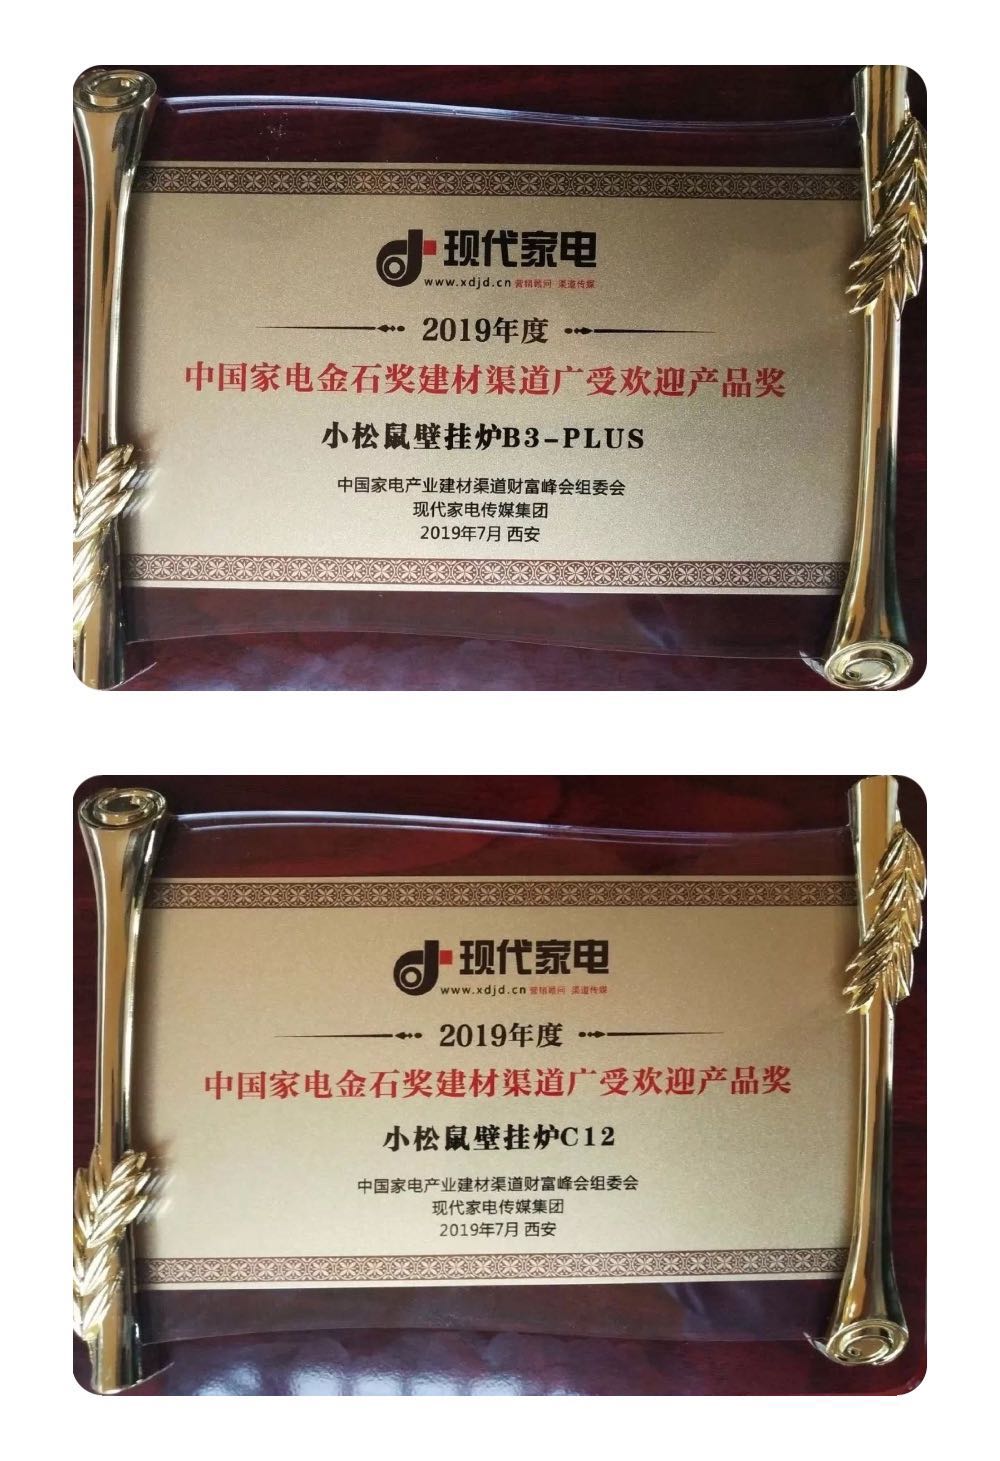 现代家电
www.xdjd.cn 营销顾问 渠道传媒
2019年度
中国家电金石奖建材渠道广受欢迎产品奖
小松鼠壁挂炉B3-PLUS
中国家电产业建材渠道财富峰会组委会
现代家电传媒集团
2019年7月 西安
现代家电
www.xdjd.cn 营销顾问 渠道传媒
2019年度
中国家电金石奖建材渠道广受欢迎产品奖
小松鼠壁挂炉C12
中国家电产业建材渠道财富峰会组委会
现代家电传媒集团
2019年7月 西安